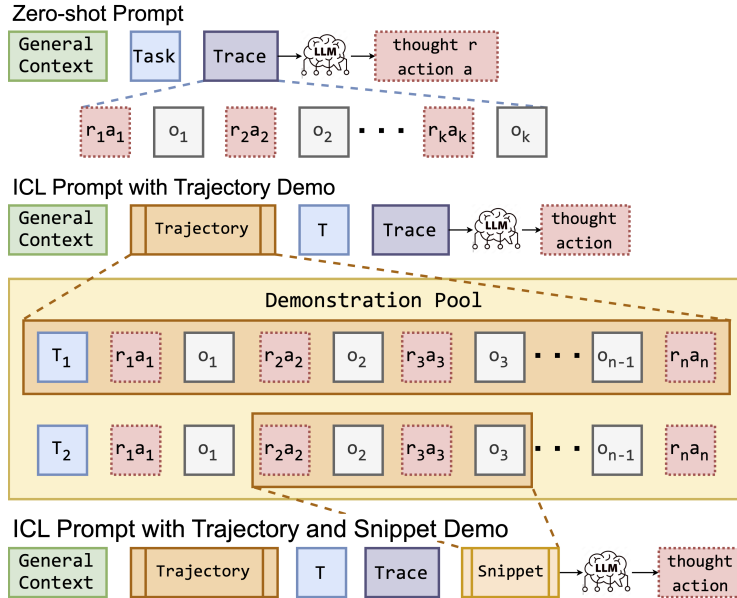 Zero-shot Prompt
General Context
Task
Trace
LLM
thought r
action a
r₁a₁ o₁ r₂a₂ o₂ ··· rₖaₖ oₖ
ICL Prompt with Trajectory Demo
General Context
Trajectory
T
Trace
LLM
thought
action
Demonstration Pool
T₁ r₁a₁ o₁ r₂a₂ o₂ r₃a₃ o₃ ··· oₙ₋₁ rₙaₙ
T₂ r₁a₁ o₁ r₂a₂ o₂ r₃a₃ o₃ ··· oₙ₋₁ rₙaₙ
ICL Prompt with Trajectory and Snippet Demo
General Context
Trajectory
T
Trace
Snippet
LLM
thought
action